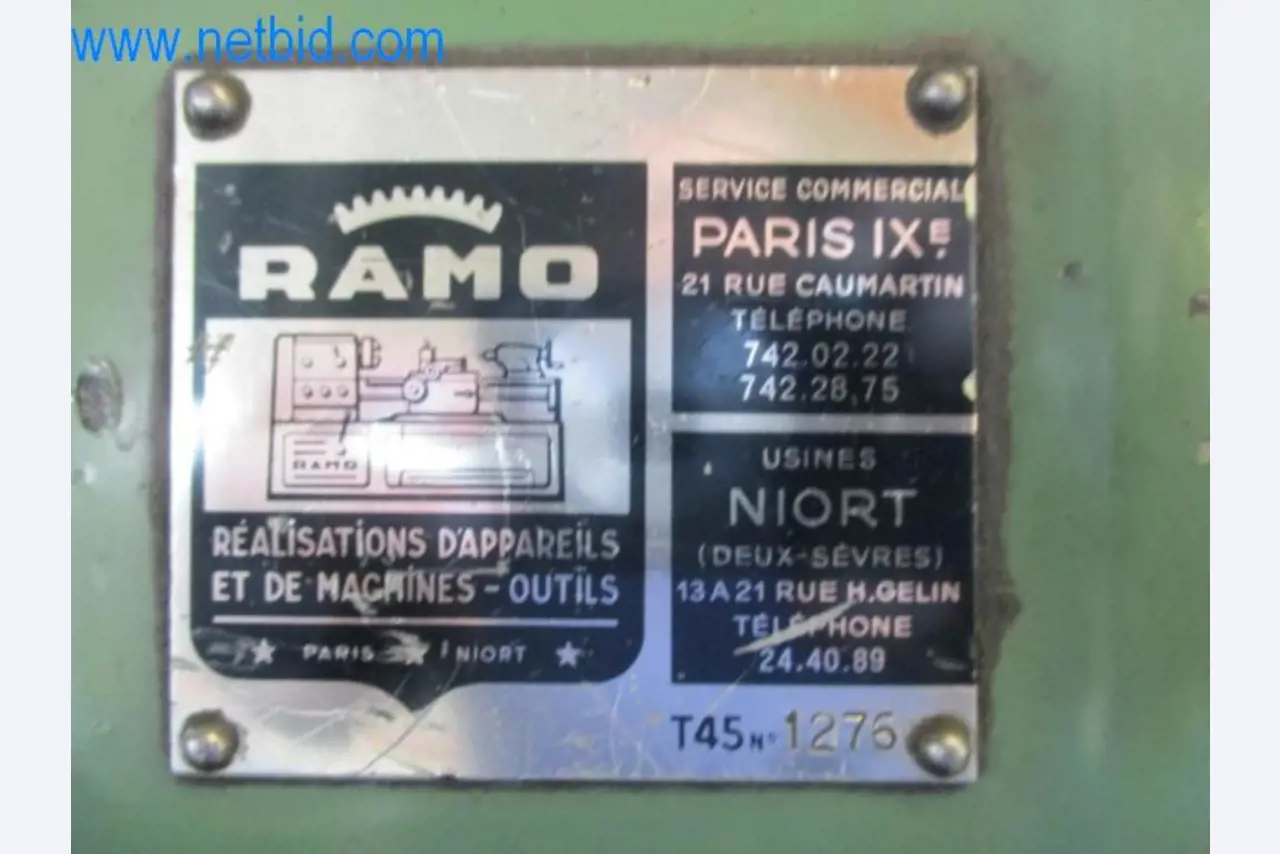 www.netbid.com
RAMO
RAMO
RÉALISATIONS D'APPAREILS
ET DE MACHINES-OUTILS
PARIS NIORT
SERVICE COMMERCIAL
PARIS IXE.
21 RUE CAUMARTIN
TÉLÉPHONE
742.02.22
742.28,75
USINES
NIORT
(DEUX-SÈVRES)
13 A 21 RUE H.GELIN
TÉLÉPHONE
24.40.89
T45 No 1276